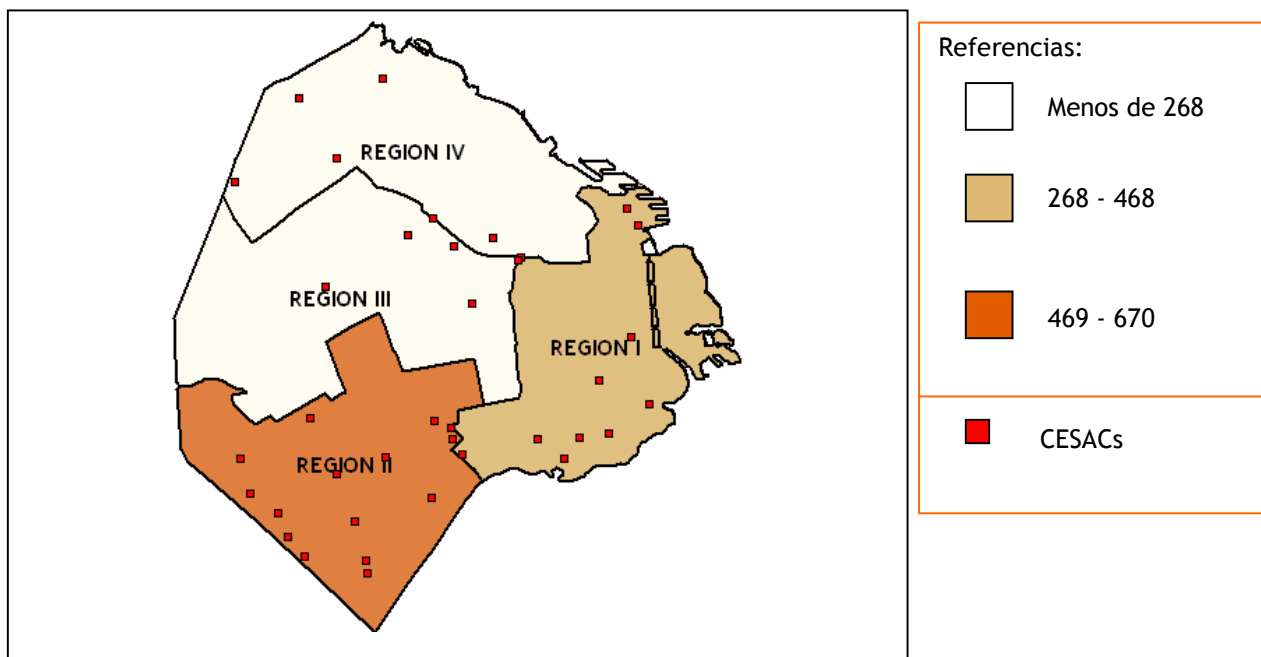 REGION IV
REGION III
REGION I
REGION II
Referencias:
Menos de 268
268 - 468
469 - 670
CESACs